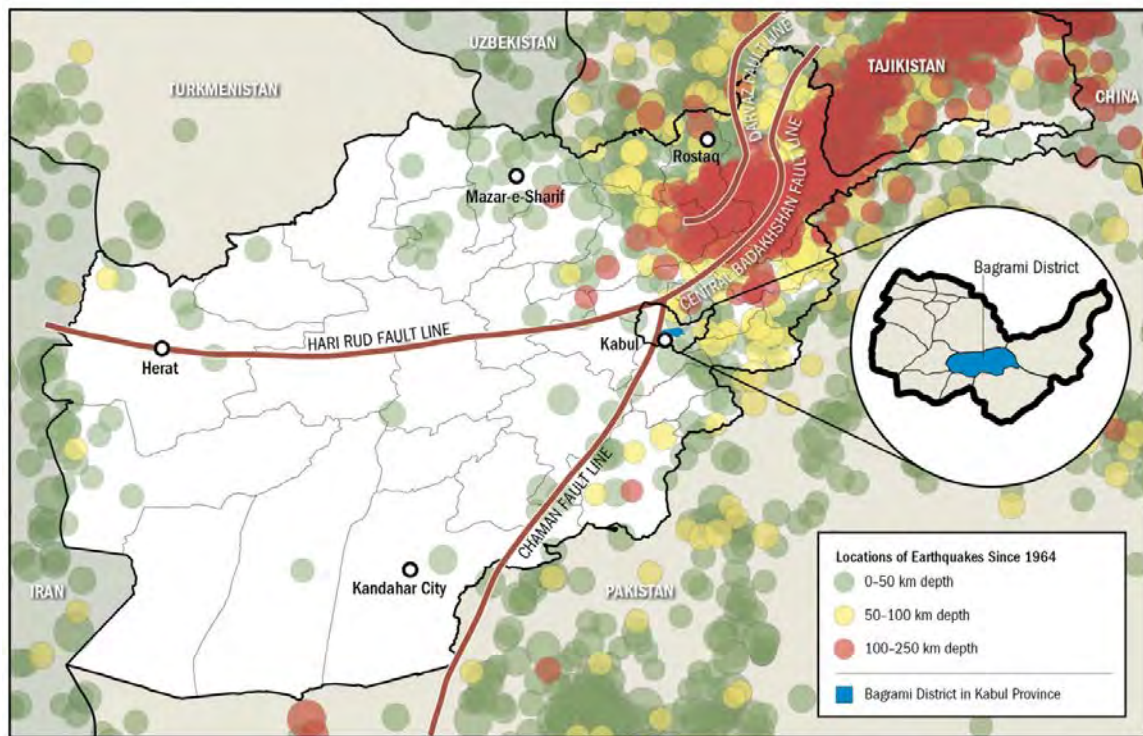 UZBEKISTAN
TURKMENISTAN
TAJIKISTAN
CHINA
DARVAZ FAULT LINE
Rostaq
Mazar-e-Sharif
CENTRAL BADAKHSHAN FAULT LINE
Bagrami District
HARI RUD FAULT LINE
Herat
Kabul
CHAMAN FAULT LINE
Kandahar City
IRAN
PAKISTAN
Locations of Earthquakes Since 1964
0–50 km depth
50–100 km depth
100–250 km depth
Bagrami District in Kabul Province